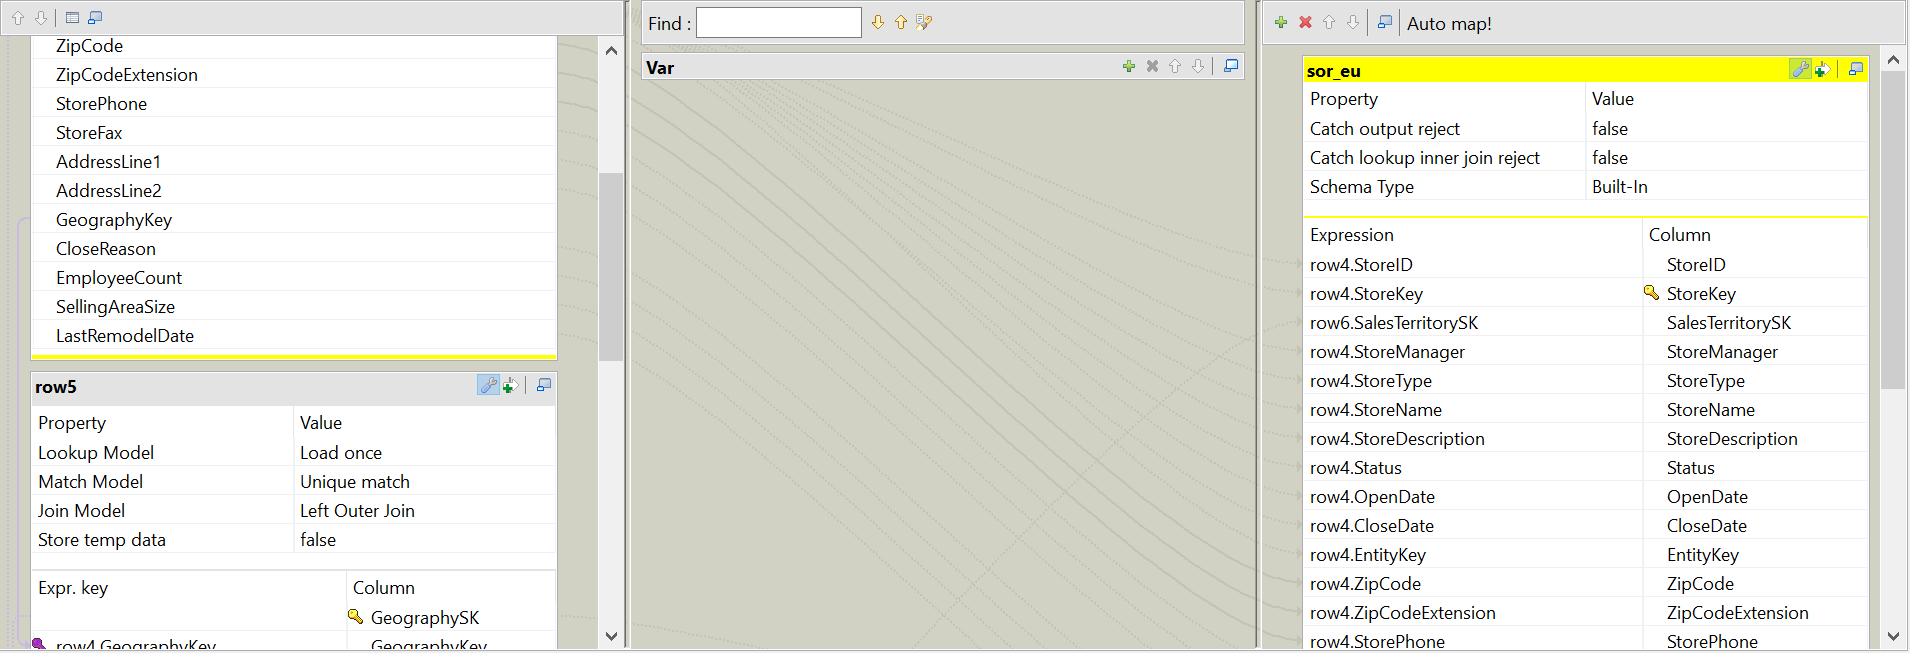 ZipCode
ZipCodeExtension
StorePhone
StoreFax
AddressLine1
AddressLine2
GeographyKey
CloseReason
EmployeeCount
SellingAreaSize
LastRemodelDate
row5
Property Value
Lookup Model Load once
Match Model Unique match
Join Model Left Outer Join
Store temp data false
Expr. key Column
GeographySK
row4.GeographyKey GeographyKey
Find :
Var
Auto map!
sor_eu
Property Value
Catch output reject false
Catch lookup inner join reject false
Schema Type Built-In
Expression Column
row4.StoreID StoreID
row4.StoreKey StoreKey
row6.SalesTerritorySK SalesTerritorySK
row4.StoreManager StoreManager
row4.StoreType StoreType
row4.StoreName StoreName
row4.StoreDescription StoreDescription
row4.Status Status
row4.OpenDate OpenDate
row4.CloseDate CloseDate
row4.EntityKey EntityKey
row4.ZipCode ZipCode
row4.ZipCodeExtension ZipCodeExtension
row4.StorePhone StorePhone